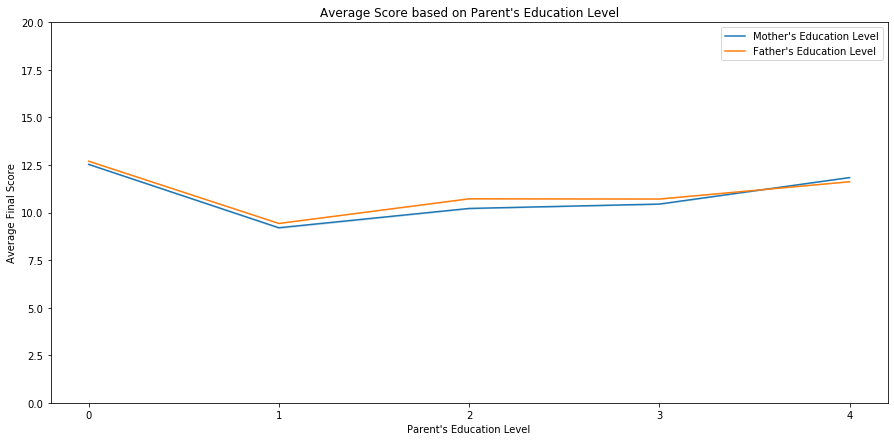 Average Score based on Parent's Education Level
Mother's Education Level
Father's Education Level
20.0
17.5
15.0
12.5
10.0
7.5
5.0
2.5
0.0
Average Final Score
0 1 2 3 4
Parent's Education Level